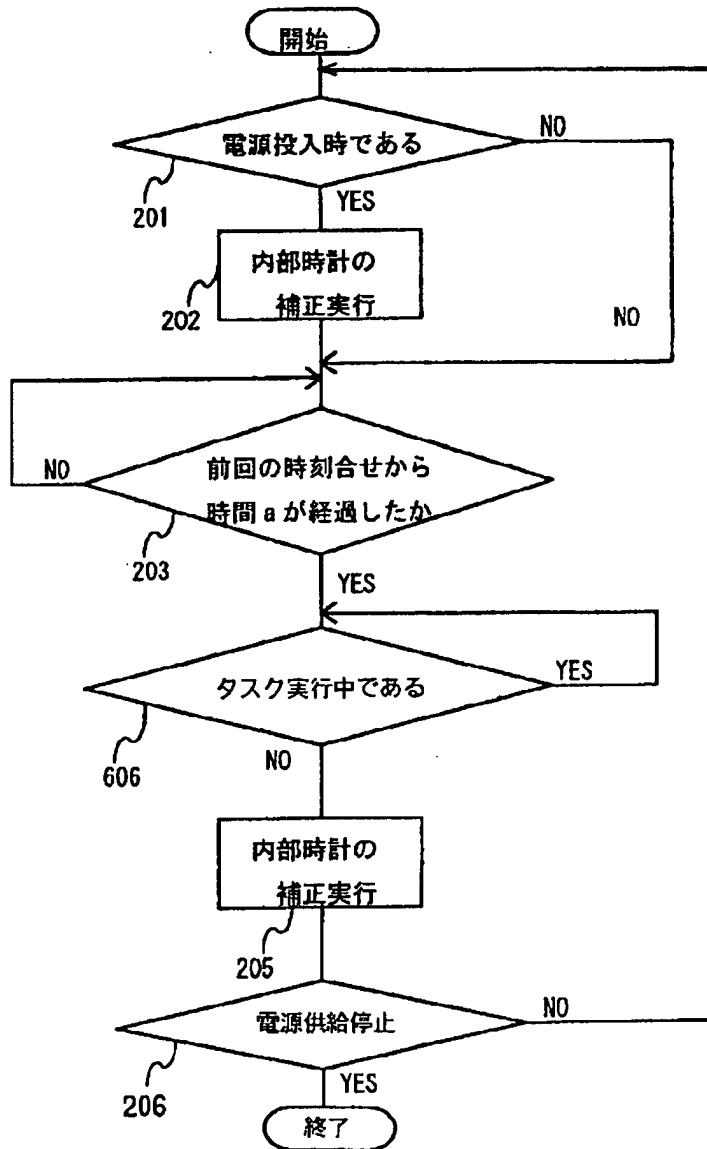 開始
電源投入時である
NO
201
YES
内部時計の
補正実行
202
NO
前回の時刻合せから
時間aが経過したか
NO
203
YES
タスク実行中である
YES
606
NO
内部時計の
補正実行
205
電源供給停止
NO
206
YES
終了